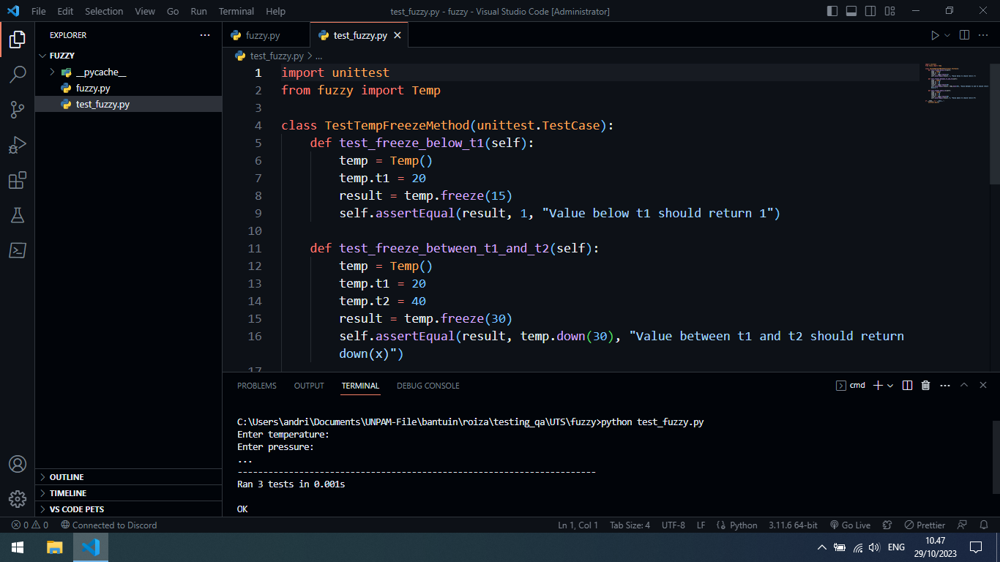 File Edit Selection View Go Run Terminal Help test_fuzzy.py - fuzzy - Visual Studio Code [Administrator]
EXPLORER
FUZZY
__pycache__
fuzzy.py
test_fuzzy.py
OUTLINE
TIMELINE
VS CODE PETS
fuzzy.py test_fuzzy.py
test_fuzzy.py > ...
1 import unittest
2 from fuzzy import Temp
3
4 class TestTempFreezeMethod(unittest.TestCase):
5 def test_freeze_below_t1(self):
6 temp = Temp()
7 temp.t1 = 20
8 result = temp.freeze(15)
9 self.assertEqual(result, 1, "Value below t1 should return 1")
10
11 def test_freeze_between_t1_and_t2(self):
12 temp = Temp()
13 temp.t1 = 20
14 temp.t2 = 40
15 result = temp.freeze(30)
16 self.assertEqual(result, temp.down(30), "Value between t1 and t2 should return
down(x)")
17
PROBLEMS OUTPUT TERMINAL DEBUG CONSOLE cmd
C:\Users\andri\Documents\UNPAM-File\bantuin\roiza\testing_qa\UTS\fuzzy>python test_fuzzy.py
Enter temperature:
Enter pressure:
...
----------------------------------------------------------------------
Ran 3 tests in 0.001s
OK
0 0 Connected to Discord Ln 1, Col 1 Tab Size: 4 UTF-8 LF Python 3.11.6 64-bit Go Live Prettier
ENG
10.47
29/10/2023